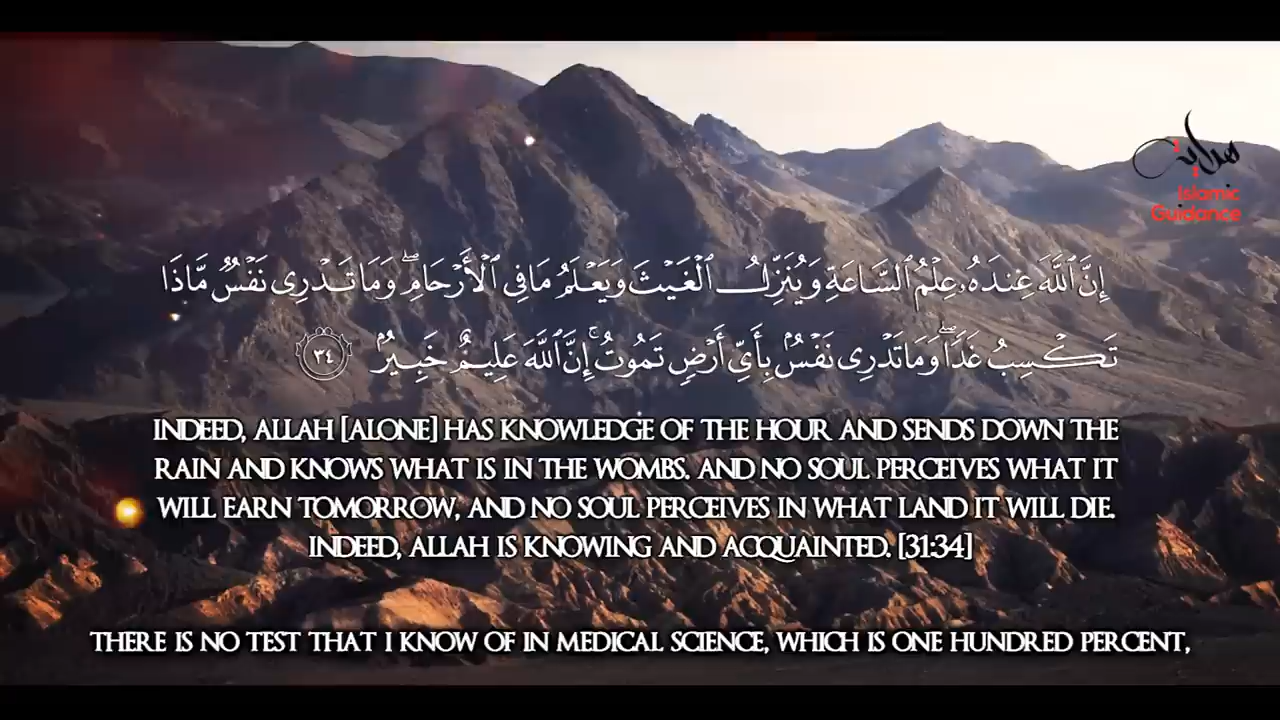 هداية
Islamic
Guidance
إِنَّ ٱللَّهَ عِندَهُۥ عِلْمُ ٱلسَّاعَةِ وَيُنَزِّلُ ٱلْغَيْثَ وَيَعْلَمُ مَا فِى ٱلْأَرْحَامِ ۖ وَمَا تَدْرِى نَفْسٌ مَّاذَا
تَكْسِبُ غَدًا ۖ وَمَا تَدْرِى نَفْسٌۢ بِأَىِّ أَرْضٍ تَمُوتُ ۚ إِنَّ ٱللَّهَ عَلِيمٌ خَبِيرٌۢ ٣٤
INDEED, ALLAH [ALONE] HAS KNOWLEDGE OF THE HOUR AND SENDS DOWN THE
RAIN AND KNOWS WHAT IS IN THE WOMBS. AND NO SOUL PERCEIVES WHAT IT
WILL EARN TOMORROW, AND NO SOUL PERCEIVES IN WHAT LAND IT WILL DIE.
INDEED, ALLAH IS KNOWING AND ACQUAINTED. [31:34]
THERE IS NO TEST THAT I KNOW OF IN MEDICAL SCIENCE, WHICH IS ONE HUNDRED PERCENT,